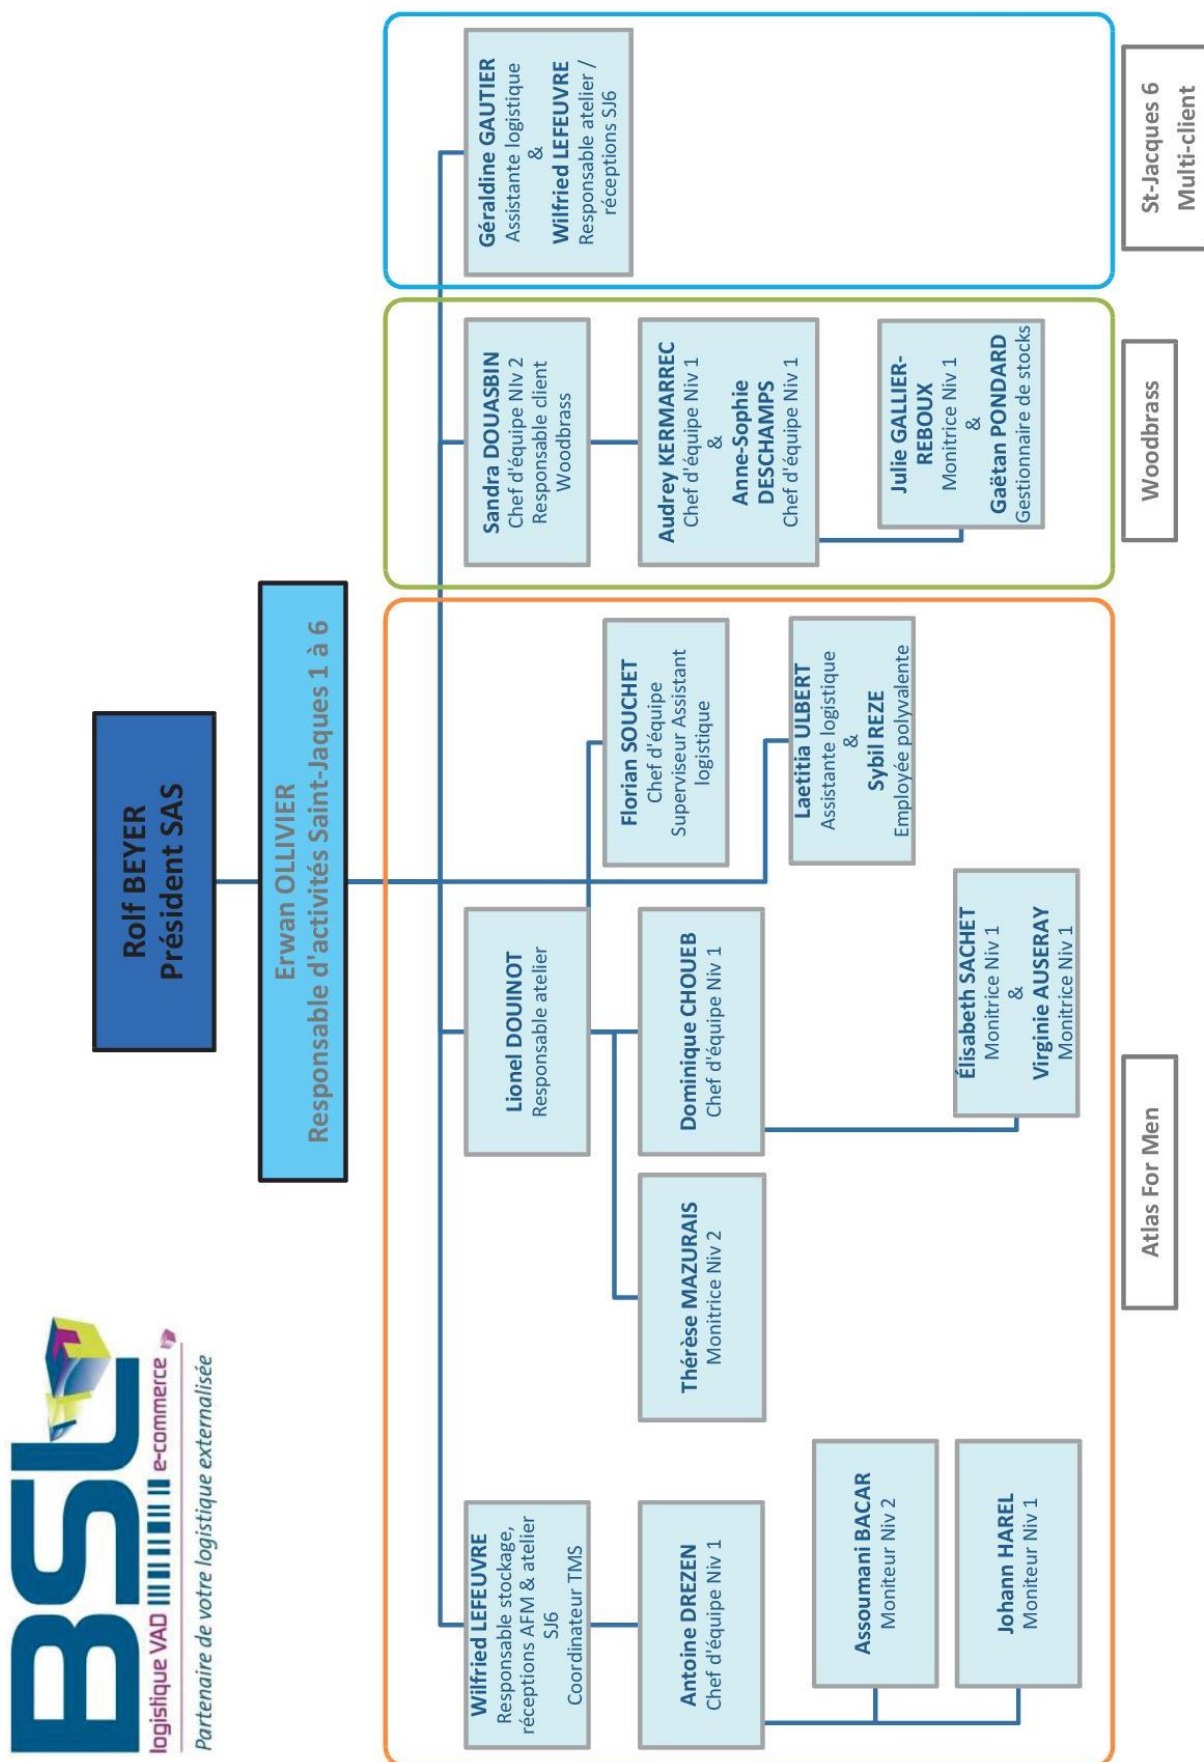 BSL
logistique VAD e-commerce
Partenaire de votre logistique externalisée
Rolf BEYER
Président SAS
Erwan OLLIVIER
Responsable d'activités Saint-Jaques 1 à 6
Wilfried LEFEUVRE
Responsable stockage,
réceptions AFM & atelier
SJ6
Coordinateur TMS
Antoine DREZEN
Chef d'équipe Niv 1
Assoumani BACAR
Moniteur Niv 2
Johann HAREL
Moniteur Niv 1
Lionel DOUINOT
Responsable atelier
Thérèse MAZURAIS
Monitrice Niv 2
Dominique CHOUEB
Chef d'équipe Niv 1
Élisabeth SACHET
Monitrice Niv 1
&
Virginie AUSERAY
Monitrice Niv 1
Florian SOUCHET
Chef d'équipe
Superviseur Assistant
logistique
Laetitia ULBERT
Assistante logistique
&
Sybil REZE
Employée polyvalente
Sandra DOUASBIN
Chef d'équipe NIv 2
Responsable client
Woodbrass
Audrey KERMARREC
Chef d'équipe Niv 1
&
Anne-Sophie
DESCHAMPS
Chef d'équipe Niv 1
Julie GALLIER-
REBOUX
Monitrice Niv 1
&
Gaëtan PONDARD
Gestionnaire de stocks
Géraldine GAUTIER
Assistante logistique
&
Wilfried LEFEUVRE
Responsable atelier /
réceptions SJ6
Atlas For Men
Woodbrass
St-Jacques 6
Multi-client